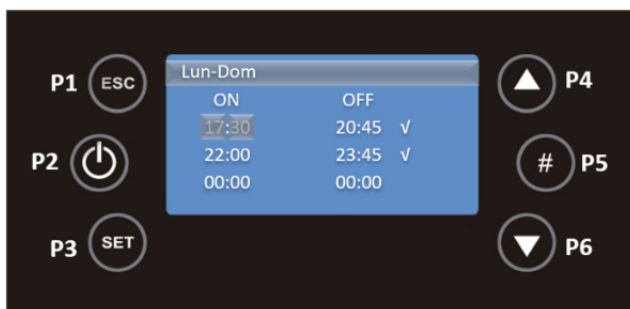 Lun-Dom
P1 ESC
P4
ON OFF
17:30 20:45 √
P2
22:00 23:45 √
# P5
00:00 00:00
P3 SET
P6